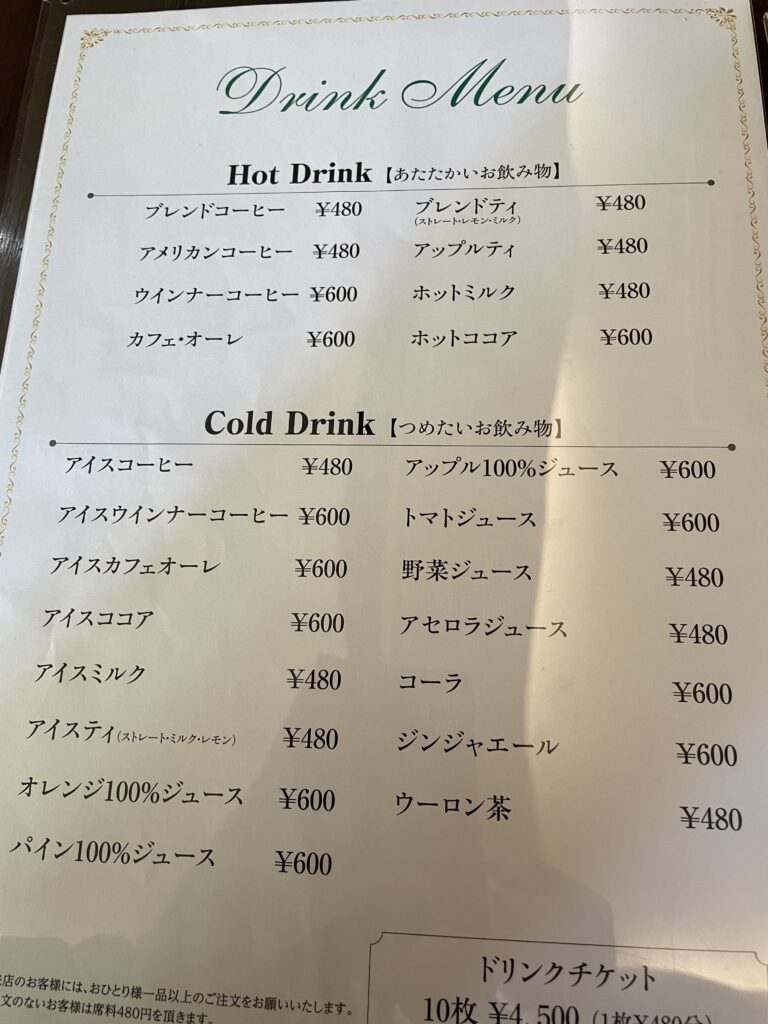 Drink Menu
Hot Drink【あたたかいお飲み物】
ブレンドコーヒー ¥480
アメリカンコーヒー ¥480
ウインナーコーヒー ¥600
カフェ・オーレ ¥600
ブレンドティ ¥480
(ストレート・レモン・ミルク)
アップルティ ¥480
ホットミルク ¥480
ホットココア ¥600
Cold Drink【つめたいお飲み物】
アイスコーヒー ¥480
アイスウインナーコーヒー ¥600
アイスカフェオーレ ¥600
アイスココア ¥600
アイスミルク ¥480
アイスティ(ストレート・ミルク・レモン) ¥480
オレンジ100%ジュース ¥600
パイン100%ジュース ¥600
アップル100%ジュース ¥600
トマトジュース ¥600
野菜ジュース ¥480
アセロラジュース ¥480
コーラ ¥600
ジンジャエール ¥600
ウーロン茶 ¥480
店のお客様には、おひとり様一品以上のご注文をお願いいたします。
文のないお客様は席料480円を頂きます。
ドリンクチケット
10枚 ¥4,500 (1枚¥480分)